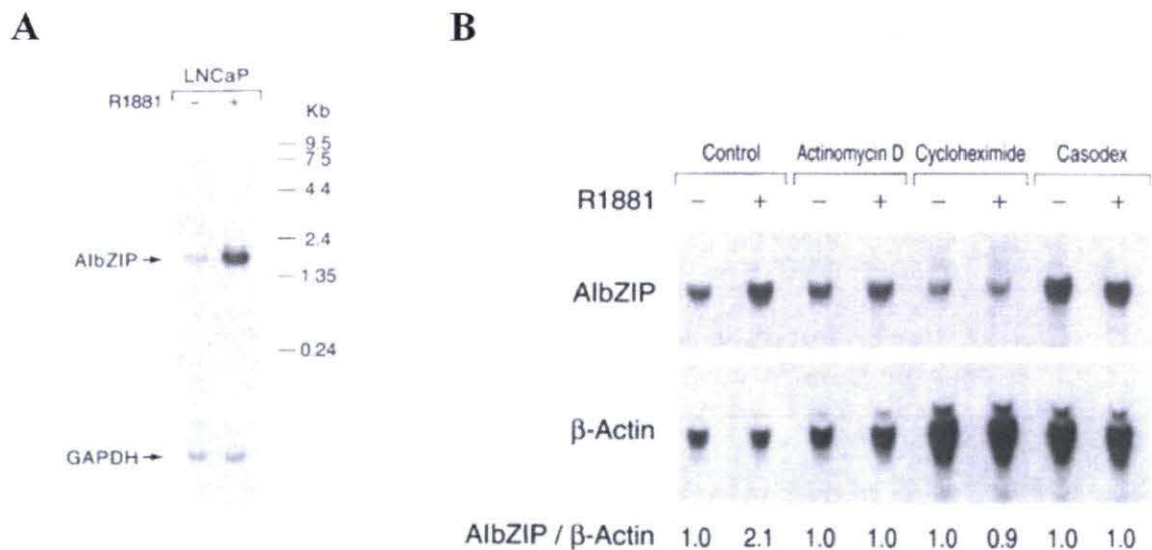 A
LNCaP
R1881 – +
Kb
9.5
7.5
4.4
2.4
AlbZIP
1.35
0.24
GAPDH
B
Control Actinomycin D Cycloheximide Casodex
R1881 – + – + – + – +
AlbZIP
β-Actin
AlbZIP / β-Actin 1.0 2.1 1.0 1.0 1.0 0.9 1.0 1.0